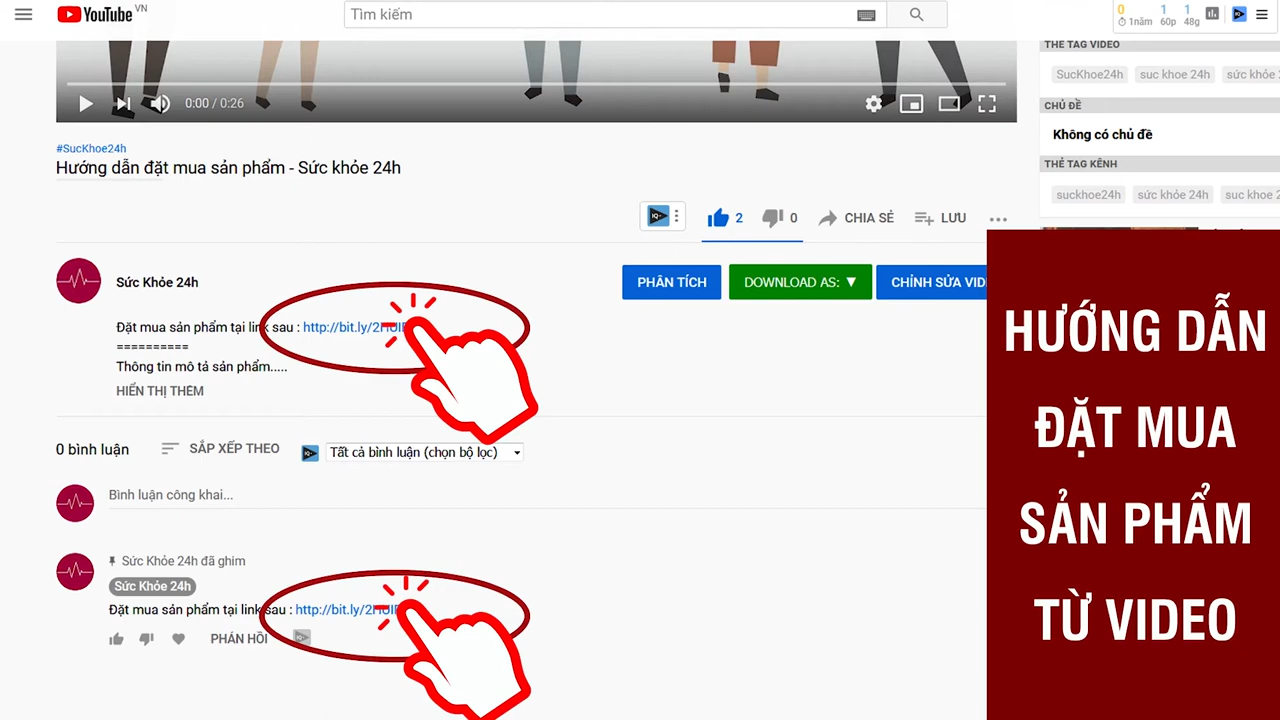 YouTube VN
Tìm kiếm
0 1 1
1năm 60p 48g
THẺ TAG VIDEO
SucKhoe24h suc khoe 24h sức khỏe
0:00 / 0:26
CHỦ ĐỀ
Không có chủ đề
#SucKhoe24h
Hướng dẫn đặt mua sản phẩm - Sức khỏe 24h
THẺ TAG KÊNH
suckhoe24h sức khỏe 24h suc khoe
2 0 CHIA SẺ LƯU
Sức Khỏe 24h
PHÂN TÍCH DOWNLOAD AS: ▼ CHỈNH SỬA VID
Đặt mua sản phẩm tại link sau : http://bit.ly/2
==========
Thông tin mô tả sản phẩm.....
HIỂN THỊ THÊM
0 bình luận SẮP XẾP THEO Tất cả bình luận (chọn bộ lọc)
Bình luận công khai...
Sức Khỏe 24h đã ghim
Sức Khỏe 24h
Đặt mua sản phẩm tại link sau : http://bit.ly/2
PHẢN HỒI
HƯỚNG DẪN
ĐẶT MUA
SẢN PHẨM
TỪ VIDEO